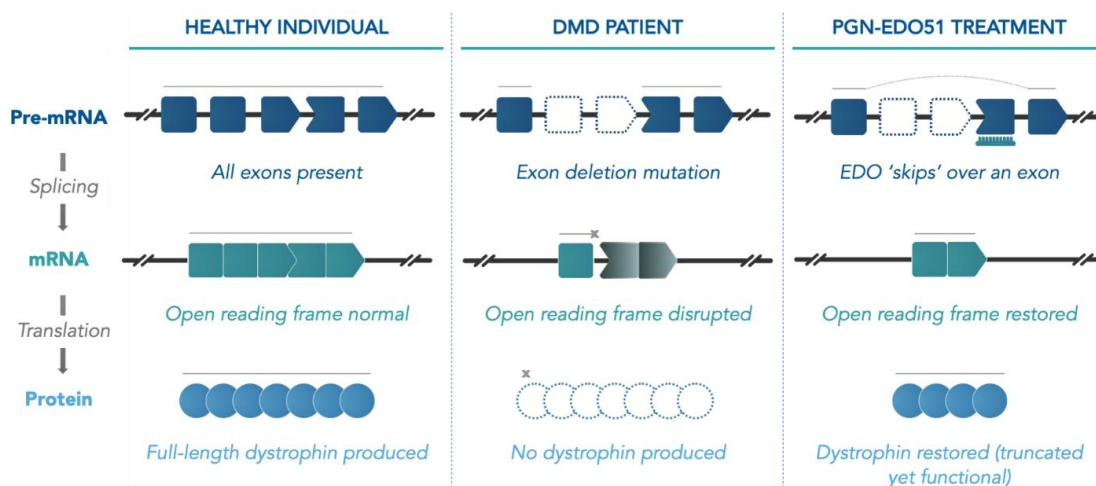 HEALTHY INDIVIDUAL
DMD PATIENT
PGN-EDO51 TREATMENT
Pre-mRNA
All exons present
Exon deletion mutation
EDO ‘skips’ over an exon
Splicing
mRNA
Open reading frame normal
Open reading frame disrupted
Open reading frame restored
Translation
Protein
Full-length dystrophin produced
No dystrophin produced
Dystrophin restored (truncated
yet functional)